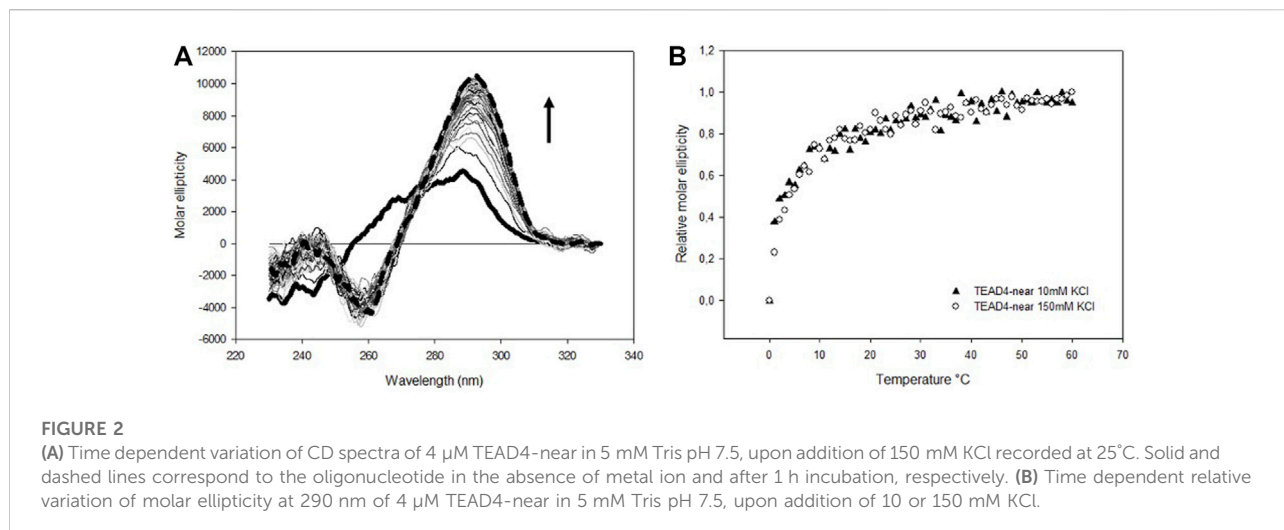 A
12000
10000
8000
6000
4000
2000
0
-2000
-4000
-6000
220
240
260
280
300
320
340
Molar ellipticity
Wavelength (nm)
B
1,2
1,0
0,8
0,6
0,4
0,2
0,0
0
10
20
30
40
50
60
70
Relative molar ellipticity
Temperature °C
TEAD4-near 10mM KCl
TEAD4-near 150mM KCl
FIGURE 2
(A) Time dependent variation of CD spectra of 4 µM TEAD4-near in 5 mM Tris pH 7.5, upon addition of 150 mM KCl recorded at 25°C. Solid and
dashed lines correspond to the oligonucleotide in the absence of metal ion and after 1 h incubation, respectively. (B) Time dependent relative
variation of molar ellipticity at 290 nm of 4 µM TEAD4-near in 5 mM Tris pH 7.5, upon addition of 10 or 150 mM KCl.